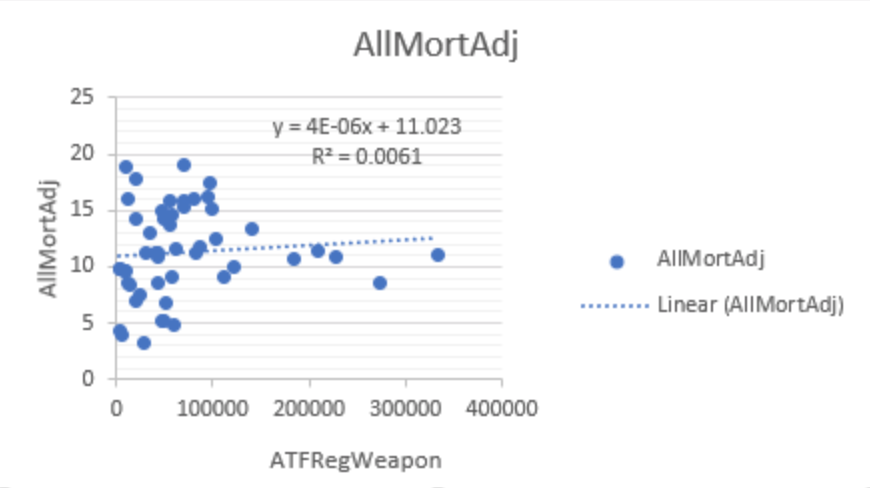 AllMortAdj
25
20
15
10
5
0
AllMortAdj
y = 4E-06x + 11.023
R² = 0.0061
0 100000 200000 300000 400000
ATFRegWeapon
AllMortAdj
Linear (AllMortAdj)